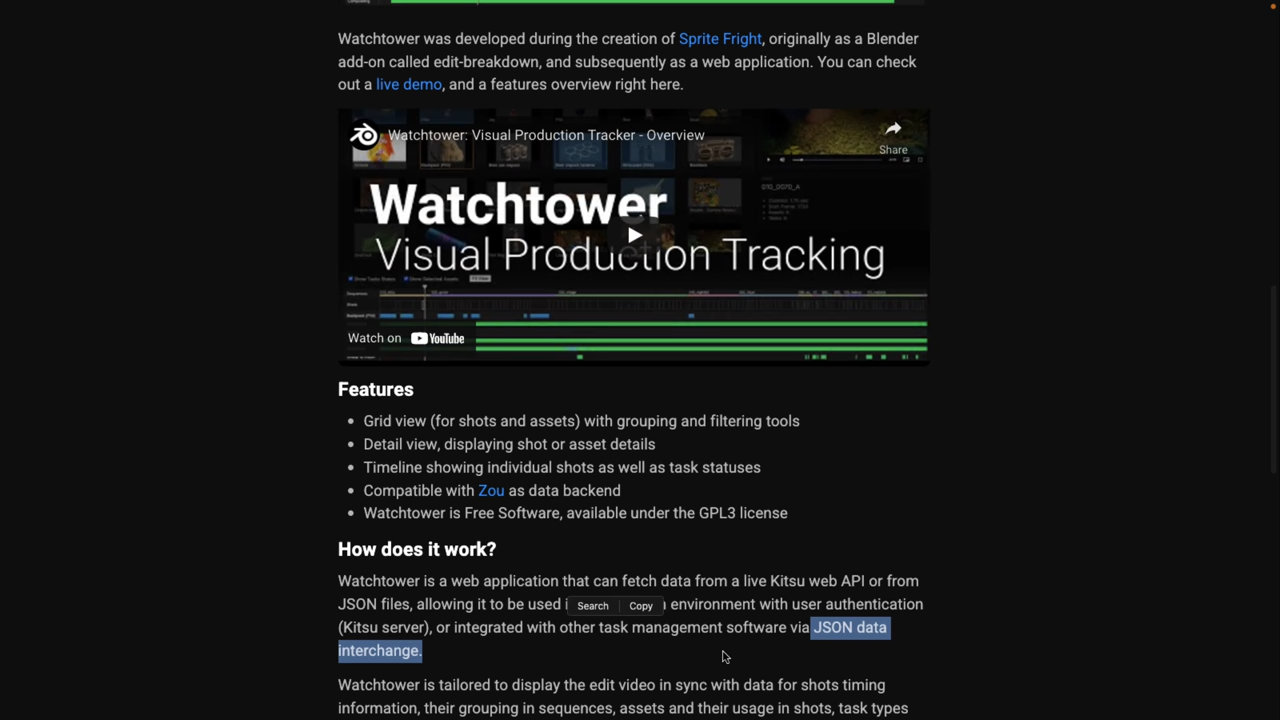 Watchtower was developed during the creation of Sprite Fright, originally as a Blender
add-on called edit-breakdown, and subsequently as a web application. You can check
out a live demo, and a features overview right here.
Watchtower: Visual Production Tracker - Overview
Share
Watchtower
Visual Production Tracking
Watch on YouTube
Features
• Grid view (for shots and assets) with grouping and filtering tools
• Detail view, displaying shot or asset details
• Timeline showing individual shots as well as task statuses
• Compatible with Zou as data backend
• Watchtower is Free Software, available under the GPL3 license
How does it work?
Watchtower is a web application that can fetch data from a live Kitsu web API or from
JSON files, allowing it to be used environment with user authentication
Search Copy
(Kitsu server), or integrated with other task management software via JSON data
interchange.
Watchtower is tailored to display the edit video in sync with data for shots timing
information, their grouping in sequences, assets and their usage in shots, task types